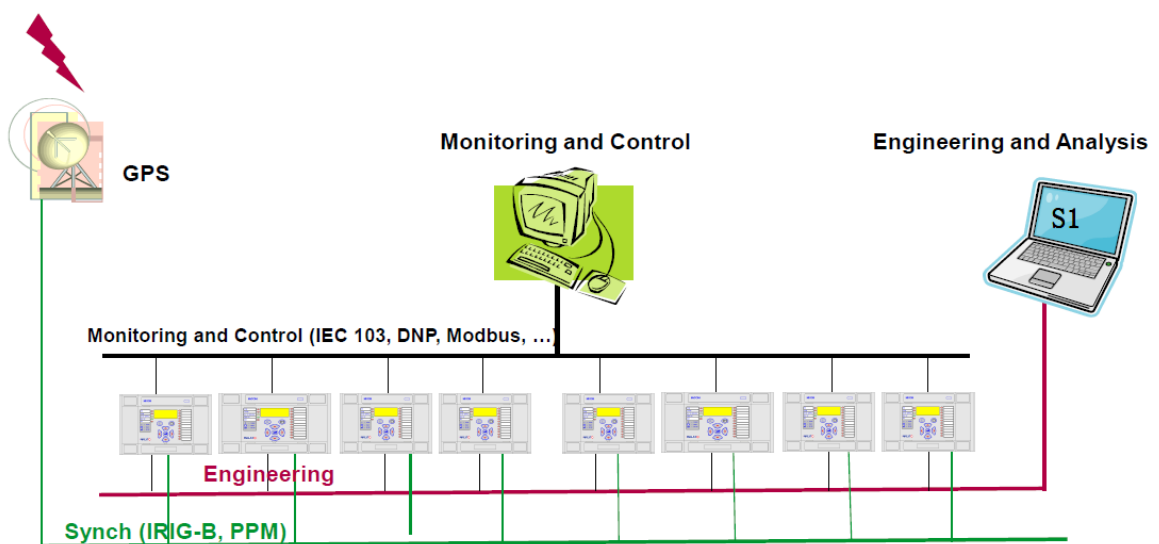 Monitoring and Control
Engineering and Analysis
GPS
S1
Monitoring and Control (IEC 103, DNP, Modbus, ...)
Engineering
Synch (IRIG-B, PPM)